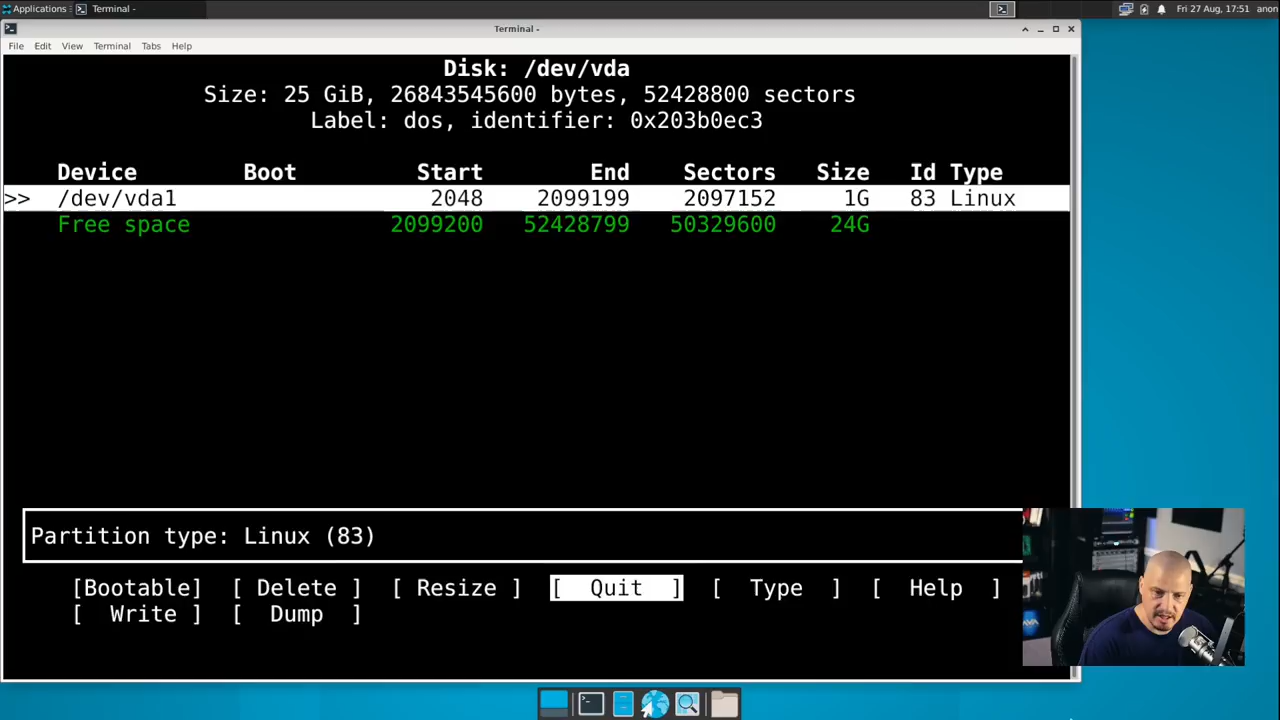 Applications Terminal - Fri 27 Aug, 17:51 anon
Terminal -
File Edit View Terminal Tabs Help
Disk: /dev/vda
Size: 25 GiB, 26843545600 bytes, 52428800 sectors
Label: dos, identifier: 0x203b0ec3
Device Boot Start End Sectors Size Id Type
>> /dev/vda1 2048 2099199 2097152 1G 83 Linux
Free space 2099200 52428799 50329600 24G
Partition type: Linux (83)
[Bootable] [ Delete ] [ Resize ] [ Quit ] [ Type ] [ Help ]
[ Write ] [ Dump ]